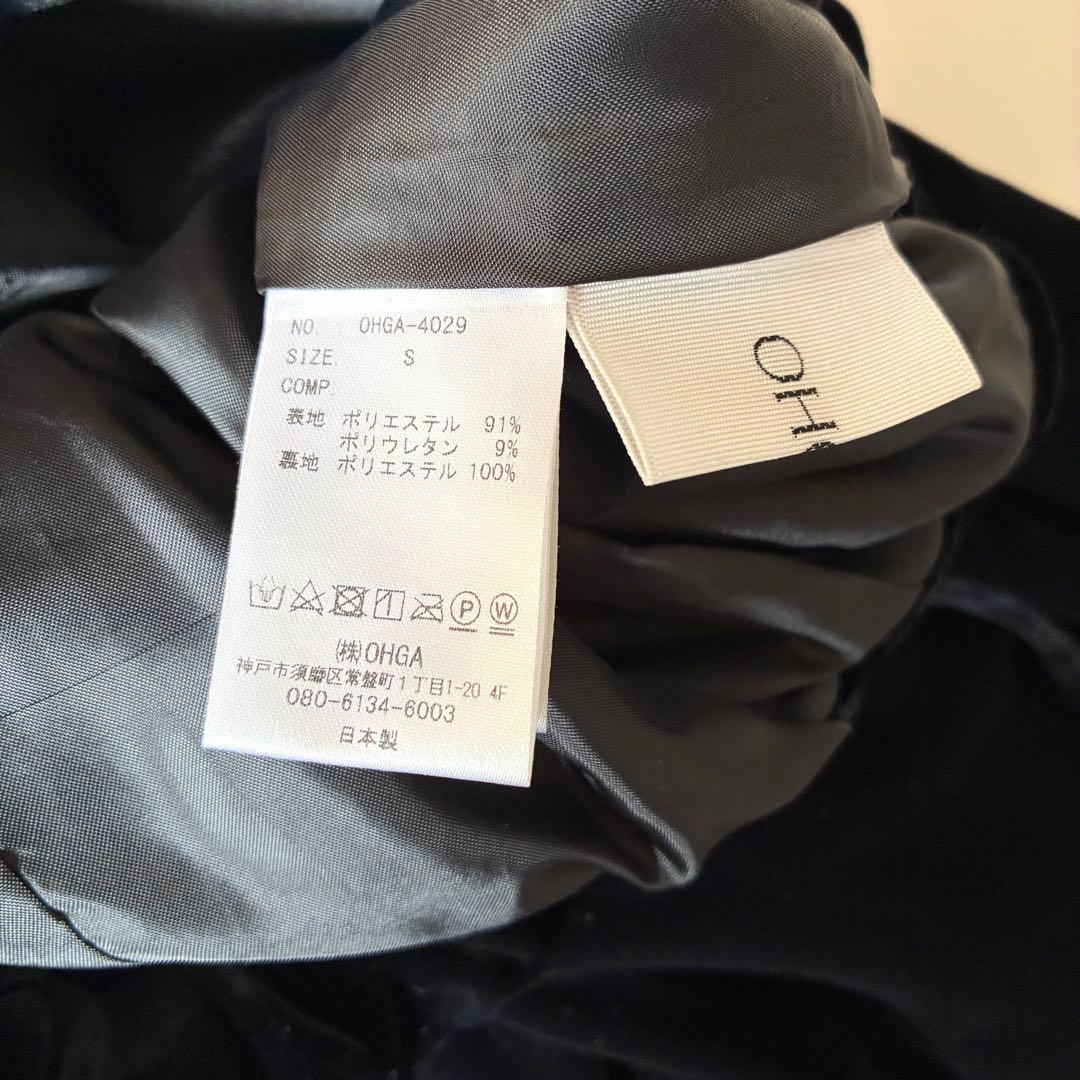 NO. OHGA-4029
SIZE. S
COMP.
表地 ポリエステル 91%
ポリウレタン 9%
裏地 ポリエステル 100%
P W
(株)OHGA
神戸市須磨区常盤町1丁目1-20 4F
080-6134-6003
日本製
OH